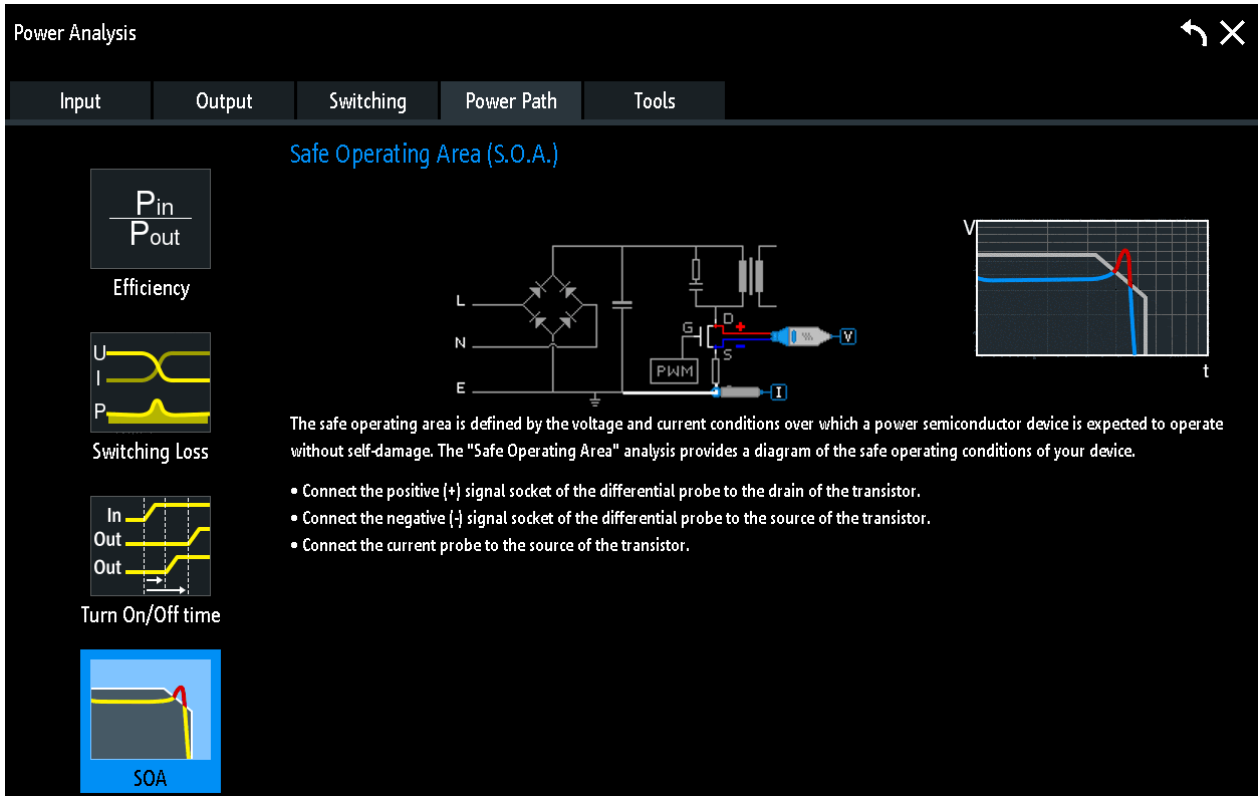 Power Analysis
Input Output Switching Power Path Tools
Safe Operating Area (S.O.A.)
Pin
Pout
Efficiency
U
I
P
Switching Loss
In
Out
Out
Turn On/Off time
SOA
L
N
E
G
D
+
-
S
PWM
V
I
V
t
The safe operating area is defined by the voltage and current conditions over which a power semiconductor device is expected to operate
without self-damage. The "Safe Operating Area" analysis provides a diagram of the safe operating conditions of your device.
• Connect the positive (+) signal socket of the differential probe to the drain of the transistor.
• Connect the negative (-) signal socket of the differential probe to the source of the transistor.
• Connect the current probe to the source of the transistor.